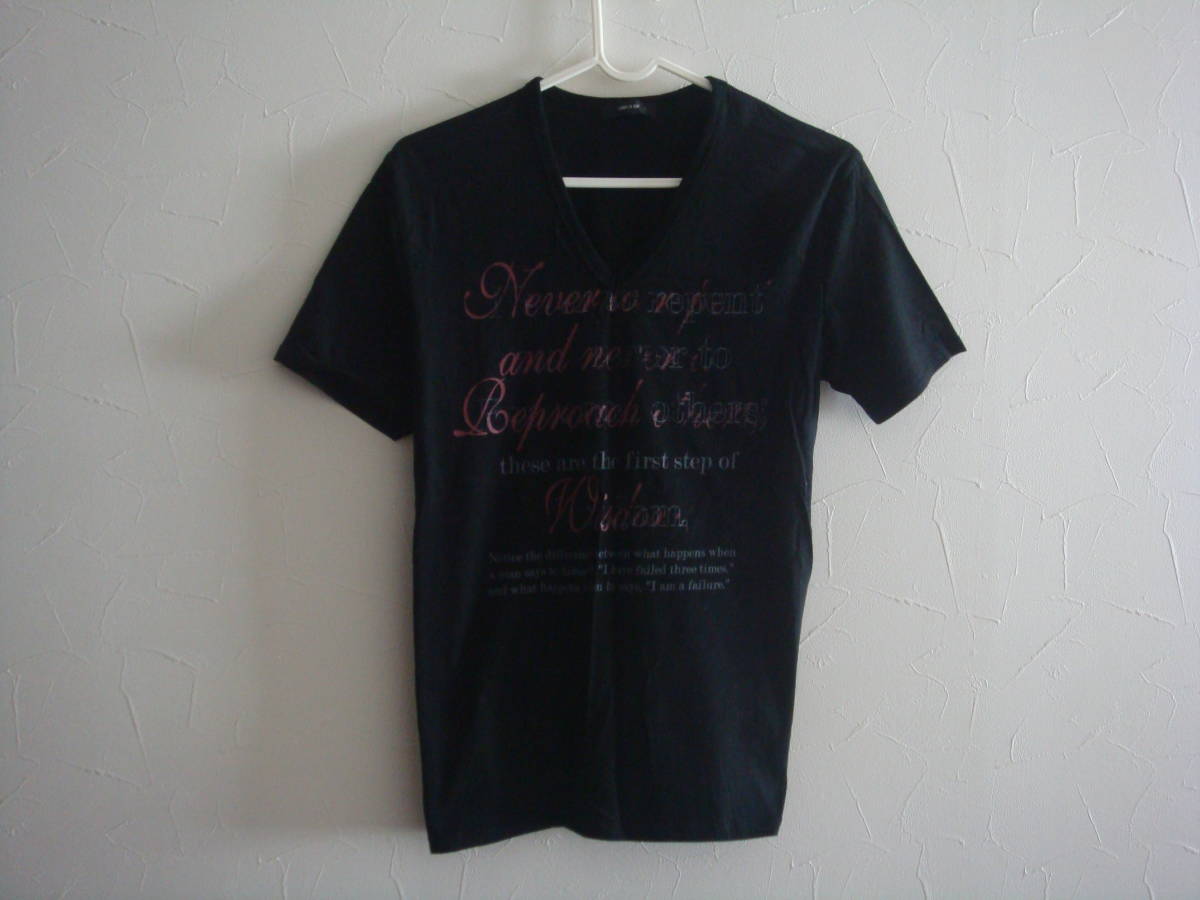 Never to repent
and never to
Reproach others,
these are the first step of
Wisdom.
Notice the difference between what happens when
a man says to himself, "I have failed three times,"
and what happens when he says, "I am a failure."